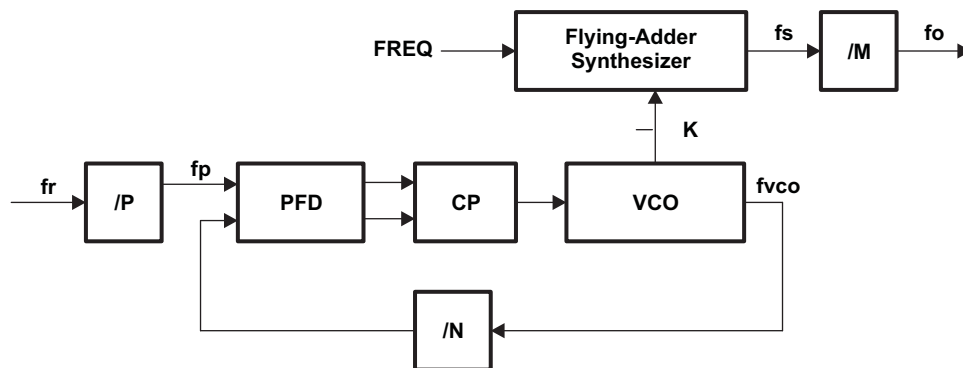 FREQ
Flying-Adder
Synthesizer
fs
/M
fo
K
fr
/P
fp
PFD
CP
VCO
fvco
/N